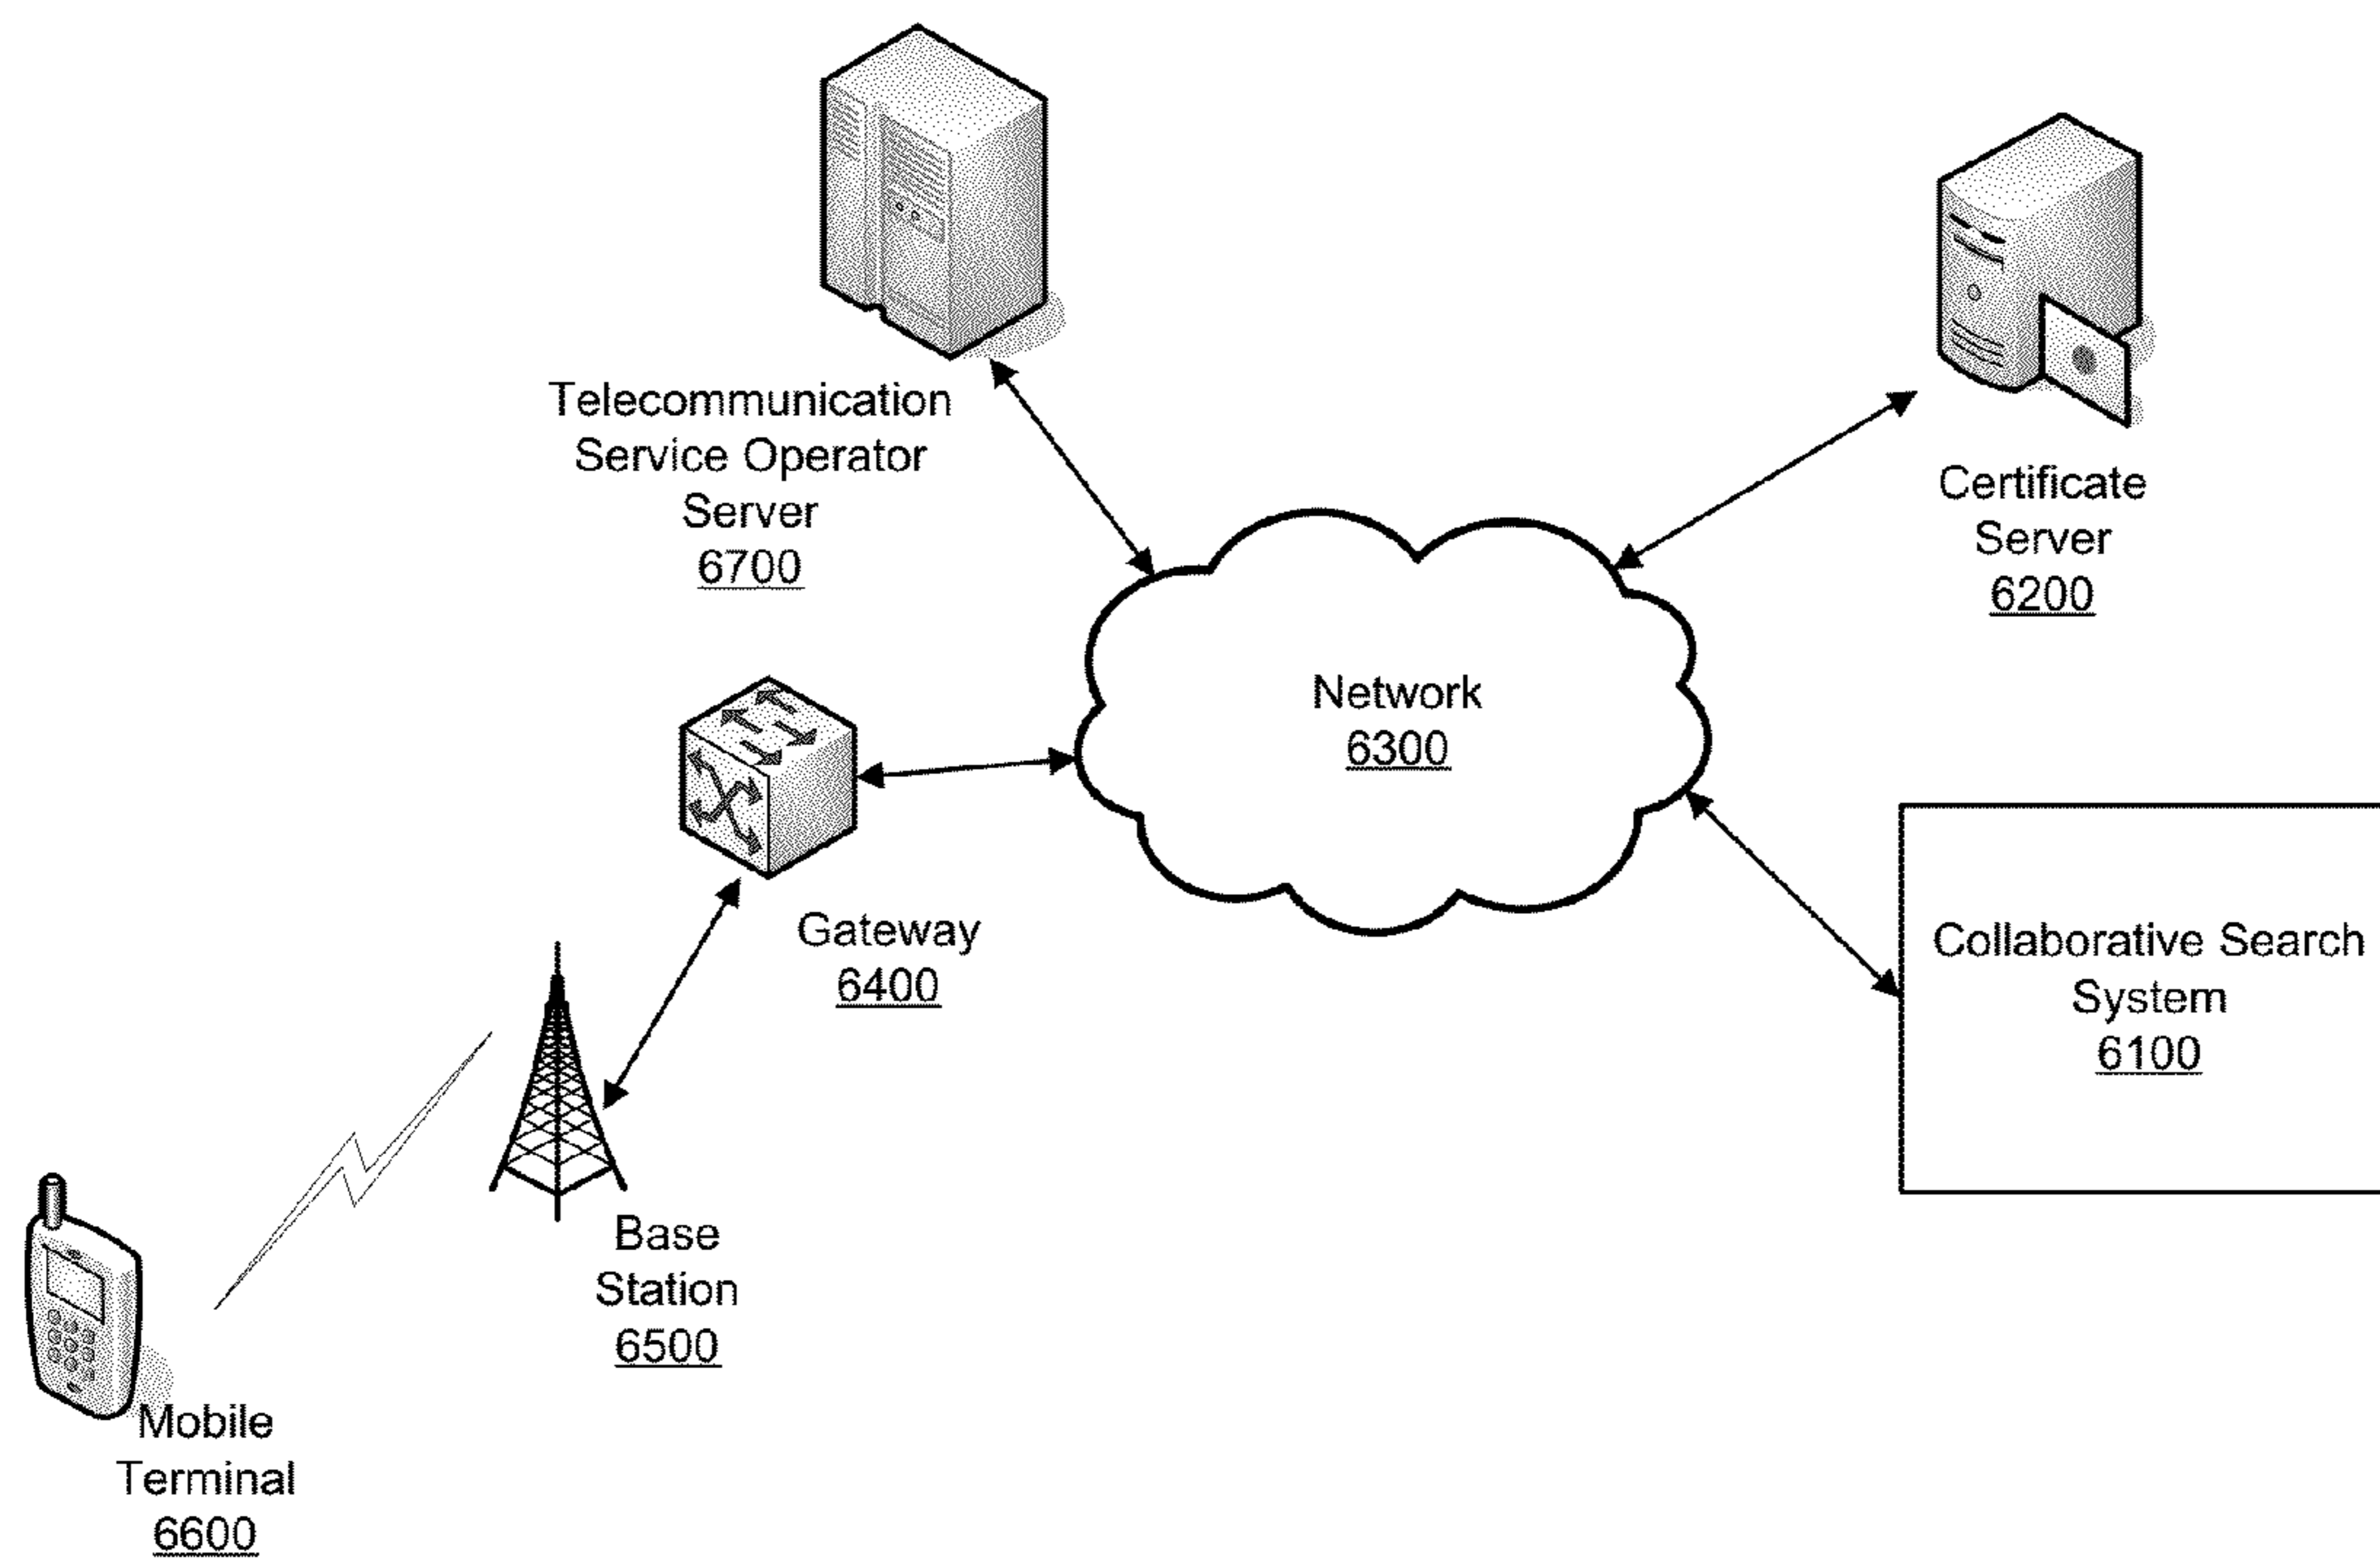 Telecommunication
Service Operator
Server
6700
Certificate
Server
6200
Network
6300
Gateway
6400
Collaborative Search
System
6100
Base
Station
6500
Mobile
Terminal
6600